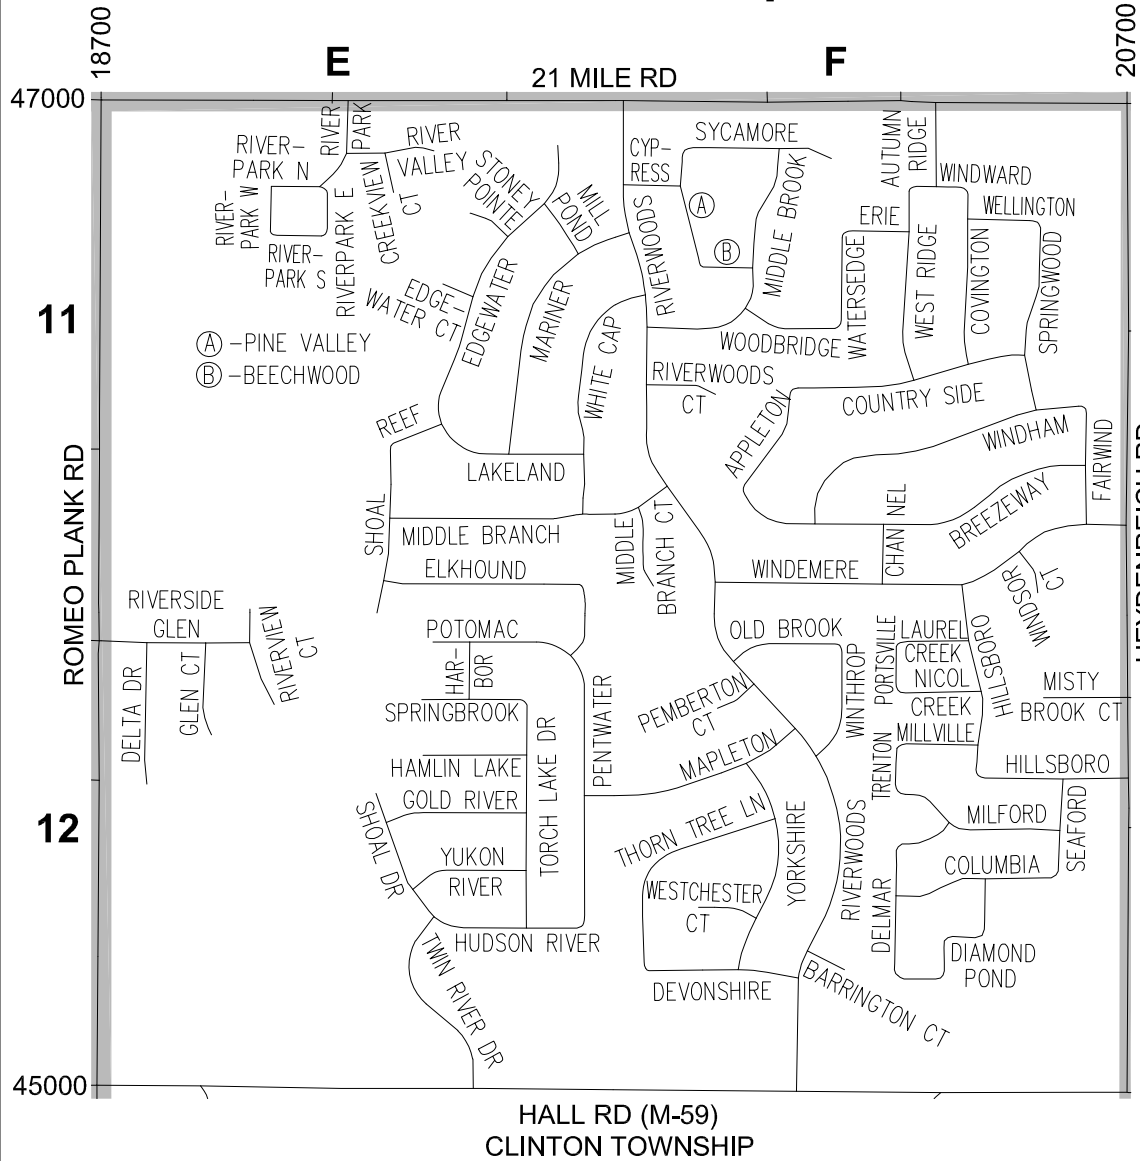 18700
E
F
20700
21 MILE RD
47000
RIVER
PARK
RIVER
VALLEY
RIVER-
PARK N
RIVER-
PARK W
RIVER-
PARK S
RIVERPARK E
CREEKVIEW
CT
STONEY
POINTE
MILL
POND
CYP-
RESS
SYCAMORE
MIDDLE BROOK
AUTUMN
RIDGE
WINDWARD
WELLINGTON
ERIE
A
B
RIVERWOODS
WATERSEDGE
WEST RIDGE
COVINGTON
SPRINGWOOD
EDGE-
WATER CT
EDGEWATER
MARINER
WHITE CAP
WOODBRIDGE
11
A -PINE VALLEY
B -BEECHWOOD
RIVERWOODS
CT
APPLETON
COUNTRY SIDE
WINDHAM
FAIRWIND
REEF
LAKELAND
ROMEO PLANK RD
SHOAL
MIDDLE BRANCH
MIDDLE
BRANCH CT
CHAN NEL
BREEZEWAY
ELKHOUND
WINDEMERE
WINDSOR
CT
RIVERSIDE
GLEN
RIVERVIEW
CT
POTOMAC
OLD BROOK
PORTSVILLE
LAUREL
CREEK
NICOL
CREEK
HILLSBORO
MISTY
BROOK CT
DELTA DR
GLEN CT
HAR-
BOR
SPRINGBROOK
PENTWATER
PEMBERTON
CT
WINTHROP
MILLVILLE
TRENTON
HILLSBORO
HAMLIN LAKE
GOLD RIVER
TORCH LAKE DR
MAPLETON
12
SHOAL DR
YUKON
RIVER
THORN TREE LN
YORKSHIRE
RIVERWOODS
MILFORD
SEAFORD
COLUMBIA
WESTCHESTER
CT
DELMAR
HUDSON RIVER
TWIN RIVER DR
DEVONSHIRE
BARRINGTON CT
DIAMOND
POND
45000
HALL RD (M-59)
CLINTON TOWNSHIP